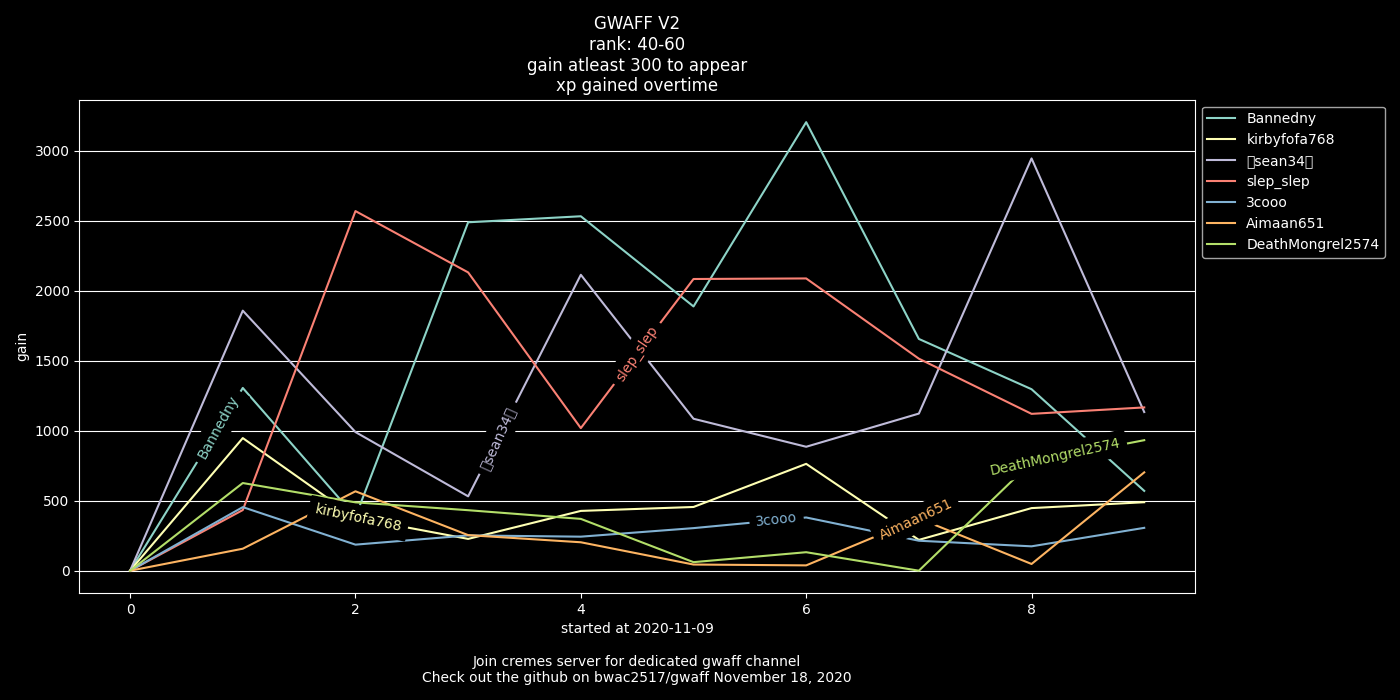 GWAFF V2
rank: 40-60
gain atleast 300 to appear
xp gained overtime
Bannedny
kirbyfofa768
sean34
slep_slep
3cooo
Aimaan651
DeathMongrel2574
gain
3000
2500
2000
1500
1000
500
0
Bannedny
kirbyfofa768
sean34
slep_slep
3cooo
Aimaan651
DeathMongrel2574
0 2 4 6 8
started at 2020-11-09
Join cremes server for dedicated gwaff channel
Check out the github on bwac2517/gwaff November 18, 2020